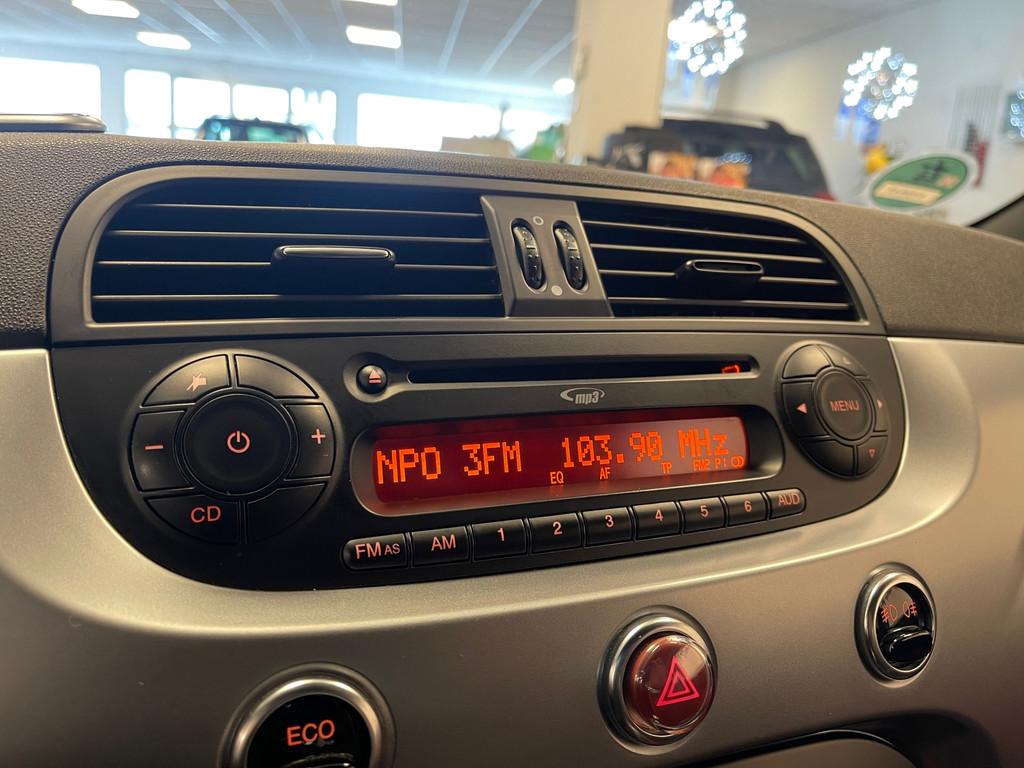 mp3
NPO 3FM 103.90 MHz
EQ AF TP FM2 P1
MENU
CD
FM AS AM 1 2 3 4 5 6 AUD
ECO